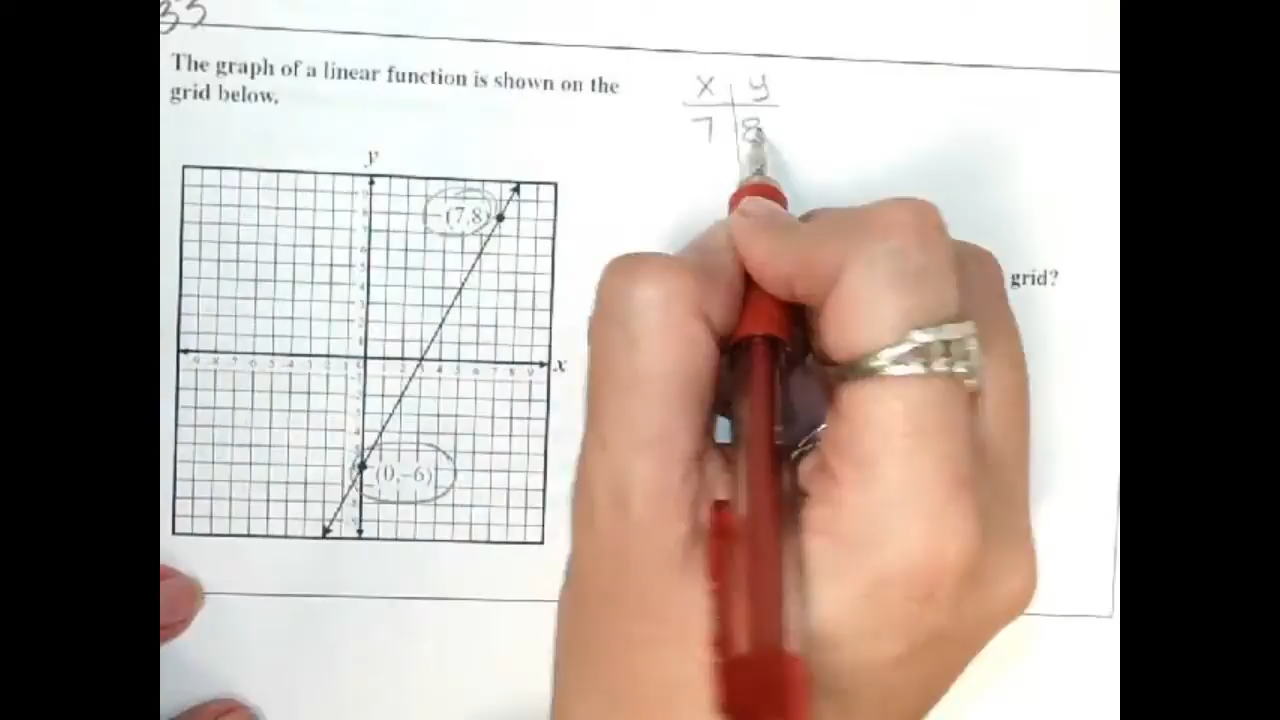 33
The graph of a linear function is shown on the
grid below.
x y
7 8
y
(7,8)
grid?
x
(0,-6)